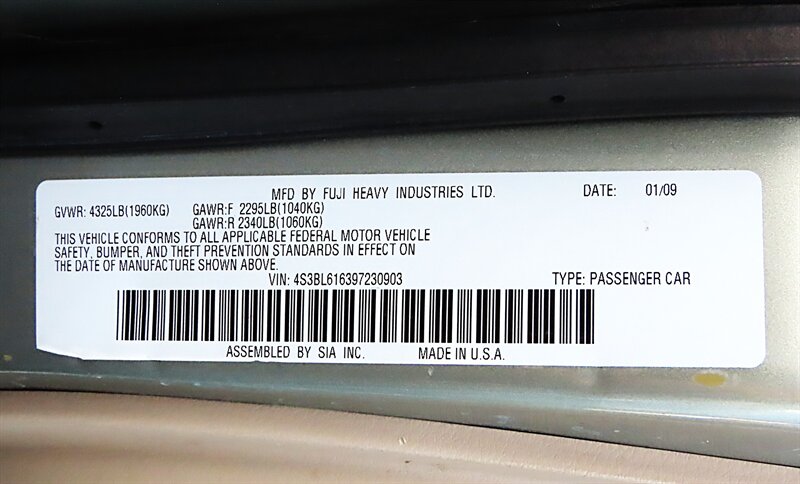 MFD BY FUJI HEAVY INDUSTRIES LTD. DATE: 01/09
GVWR: 4325LB(1960KG) GAWR:F 2295LB(1040KG)
GAWR:R 2340LB(1060KG)
THIS VEHICLE CONFORMS TO ALL APPLICABLE FEDERAL MOTOR VEHICLE
SAFETY, BUMPER, AND THEFT PREVENTION STANDARDS IN EFFECT ON
THE DATE OF MANUFACTURE SHOWN ABOVE.
VIN: 4S3BL616397230903 TYPE: PASSENGER CAR
ASSEMBLED BY SIA INC. MADE IN U.S.A.